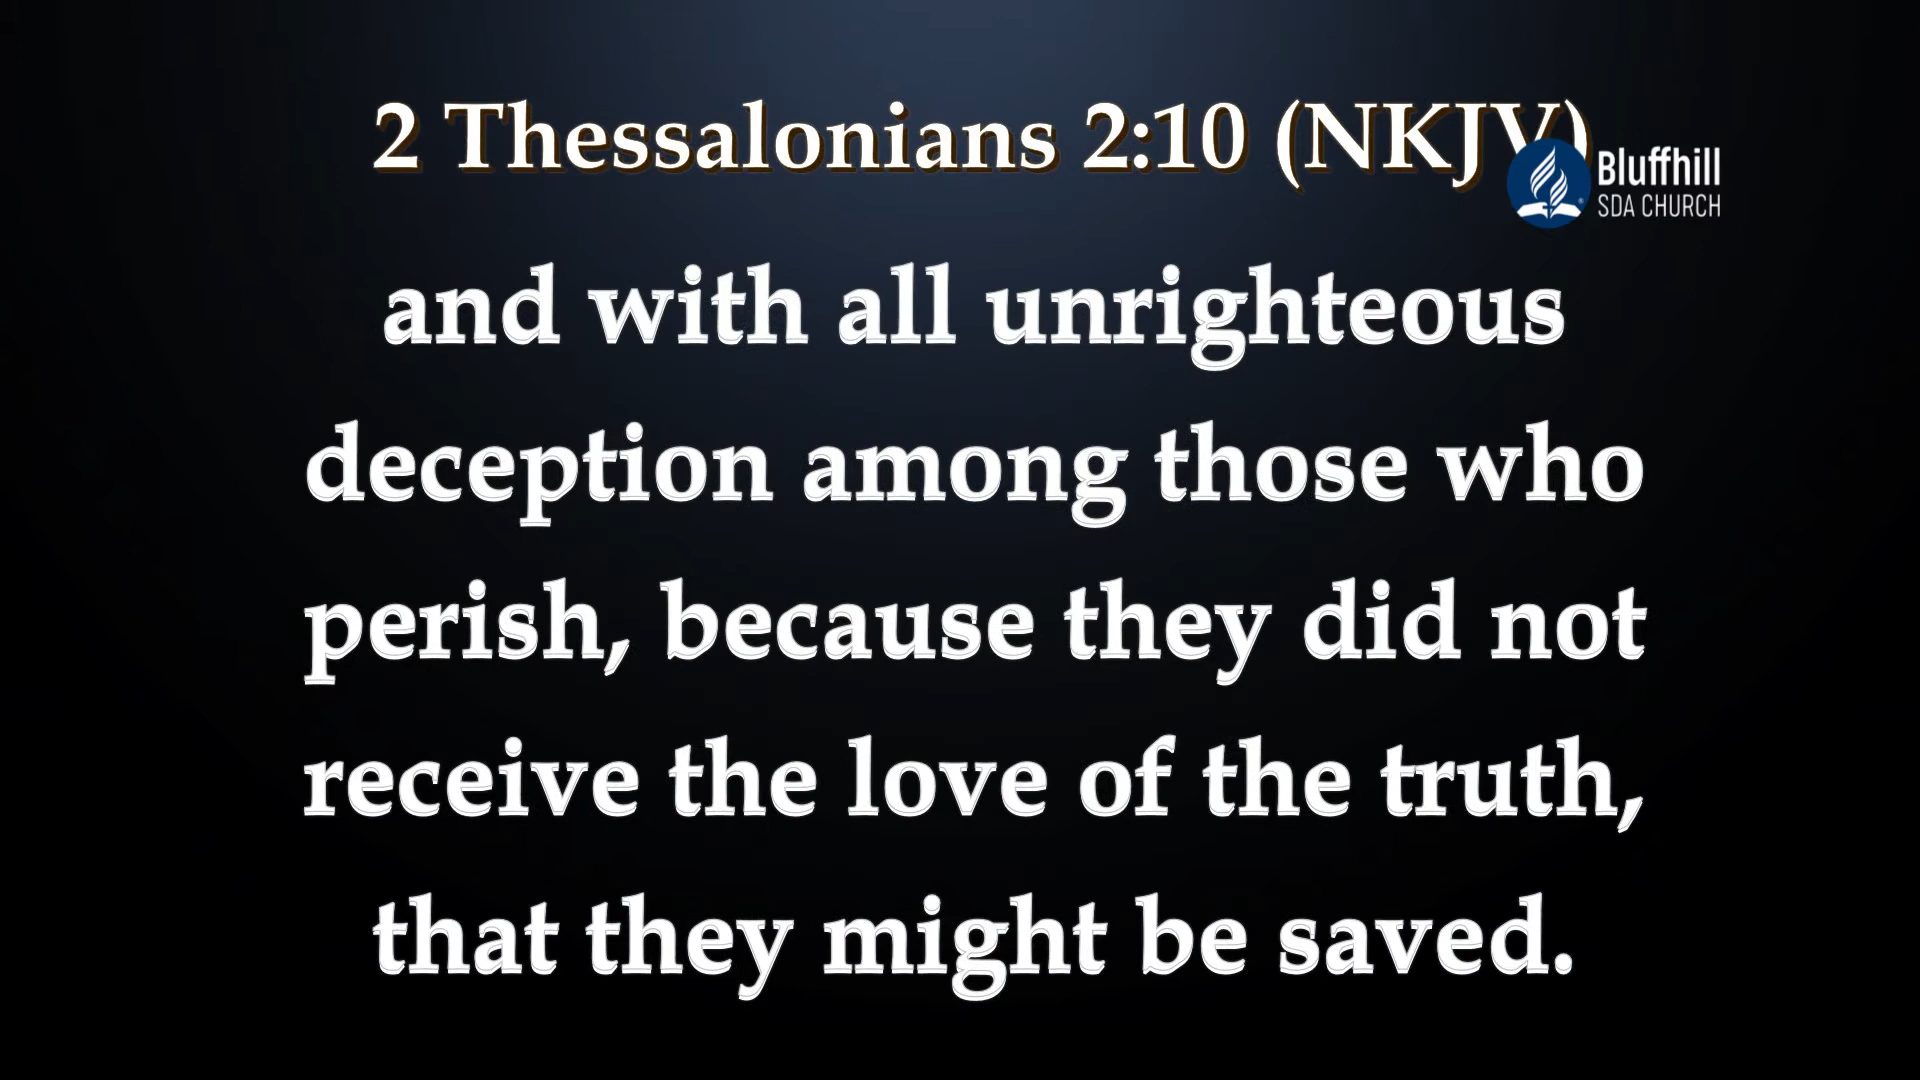 2 Thessalonians 2:10 (NKJV)
Bluffhill
SDA CHURCH
and with all unrighteous
deception among those who
perish, because they did not
receive the love of the truth,
that they might be saved.